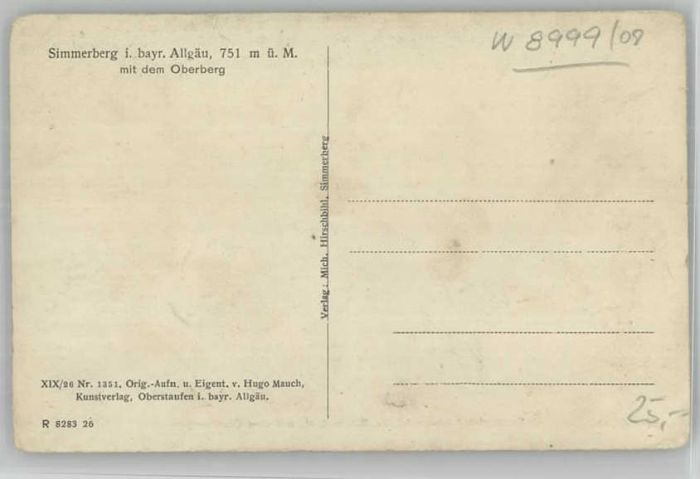 Simmerberg i. bayr. Allgäu, 751 m ü. M.
mit dem Oberberg
W 8999/09
Verlag: Mich. Hirschbihl, Simmerberg
XIX/26 Nr. 1351. Orig.-Aufn. u. Eigent. v. Hugo Mauch,
Kunstverlag, Oberstaufen i. bayr. Allgäu.
R 8283 26
25,-